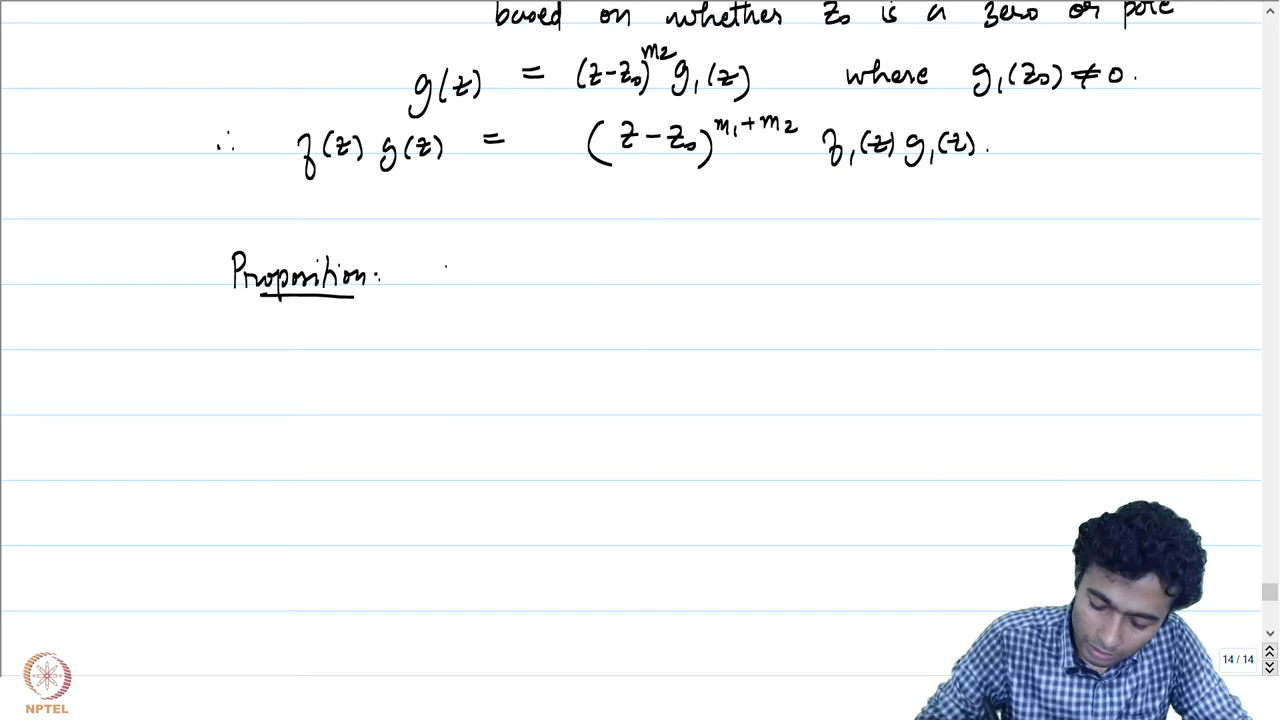 based on whether z₀ is a zero or pole
g(z) = (z-z₀)^{m₂} g₁(z) where g₁(z₀) ≠ 0.
∴ f(z) g(z) = (z-z₀)^{m₁+m₂} f₁(z) g₁(z).
Proposition:
14 / 14
NPTEL